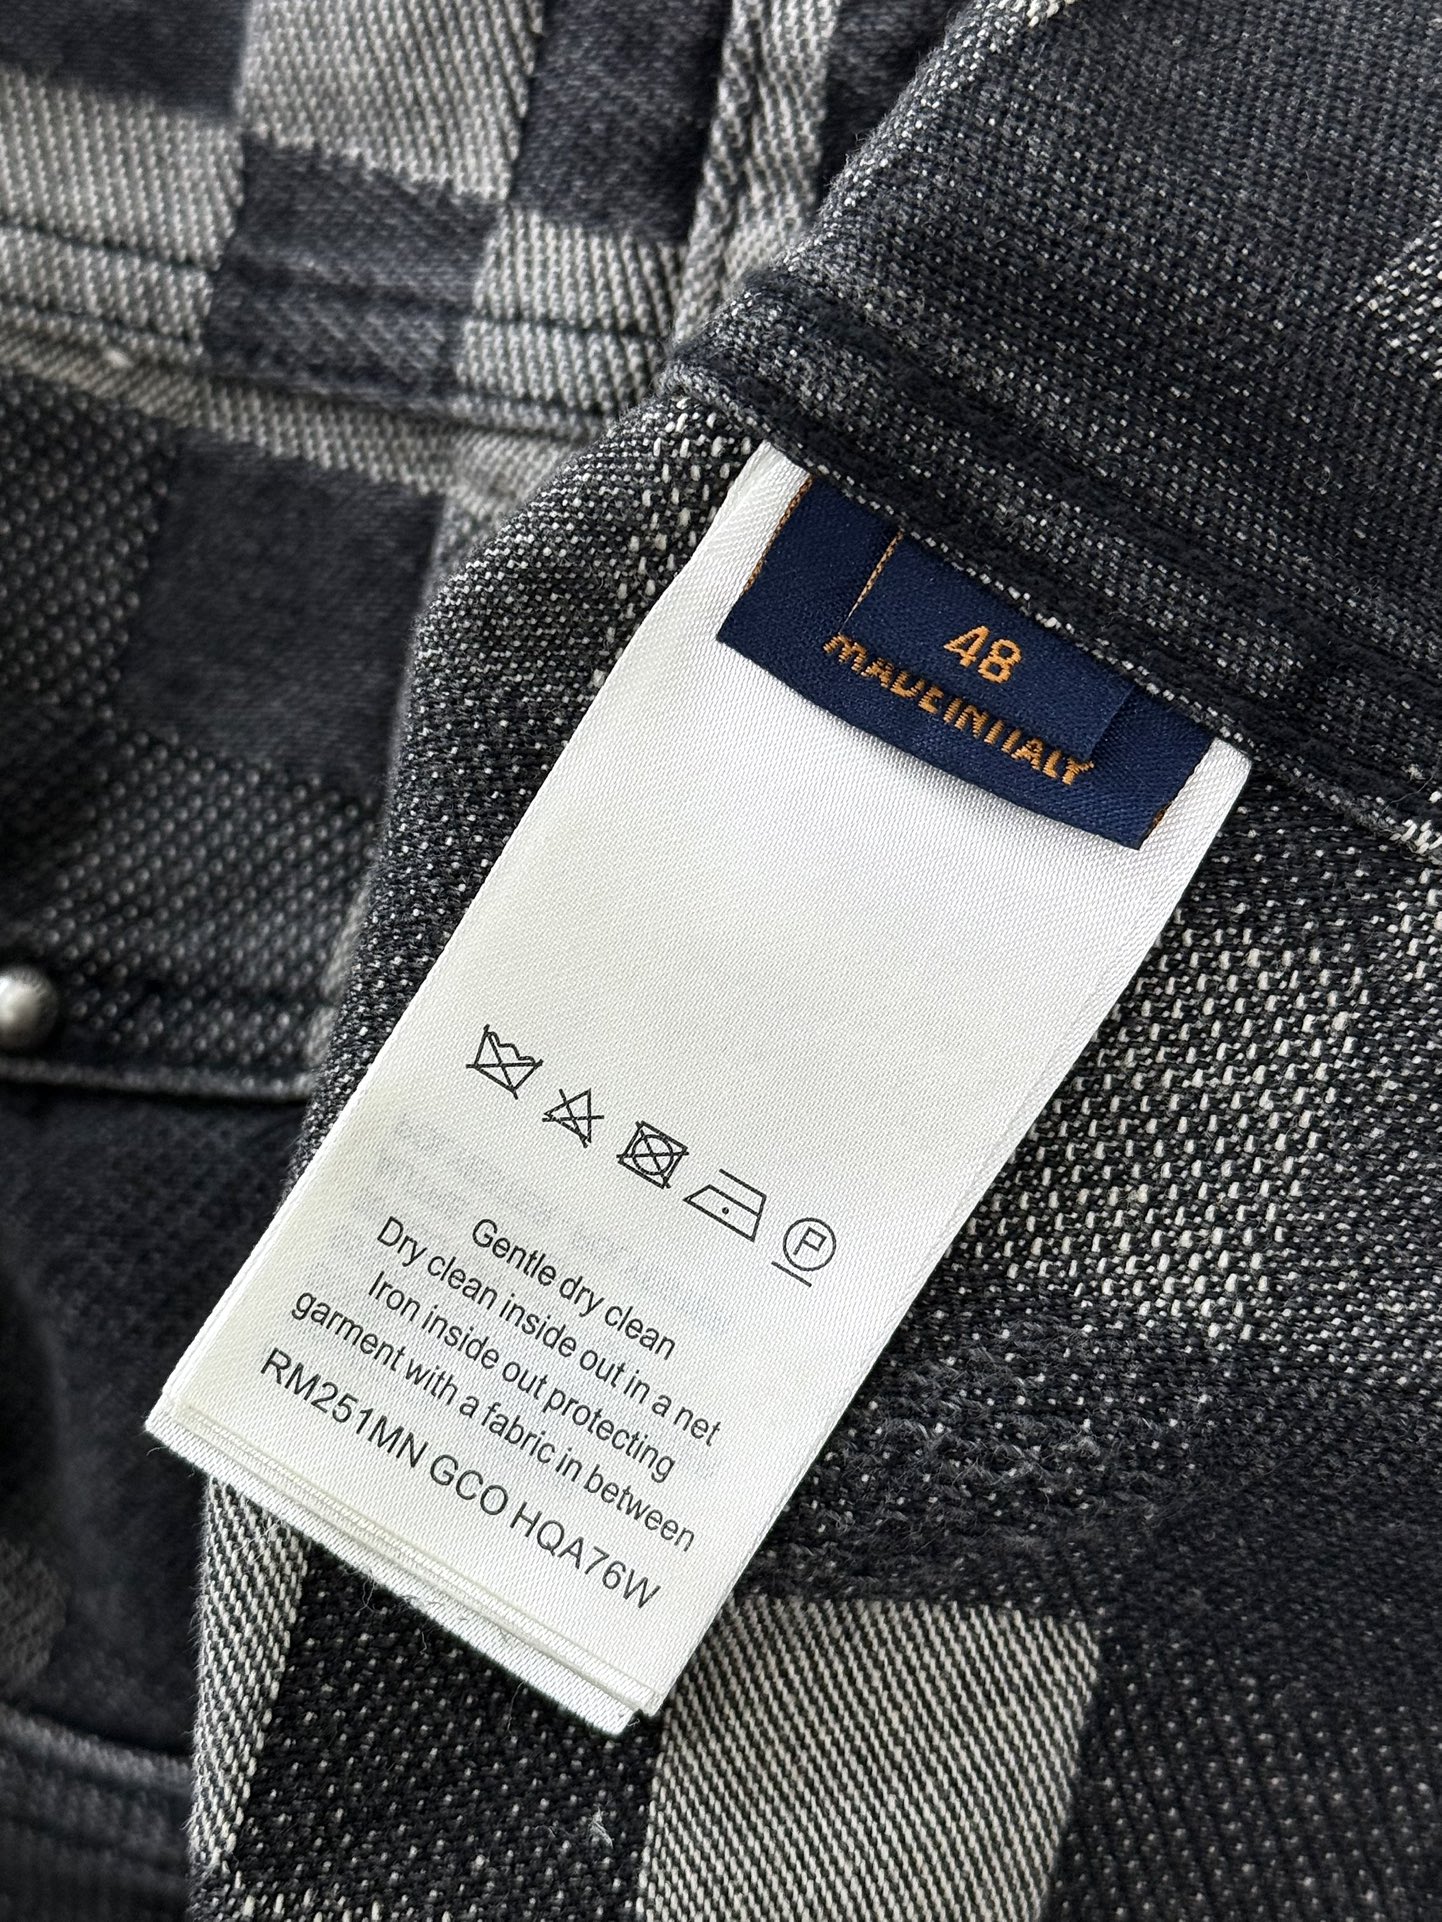 48
MADE IN ITALY
Gentle dry clean
Dry clean inside out in a net
Iron inside out protecting
garment with a fabric in between
RM251MN GCO HQA76W
P